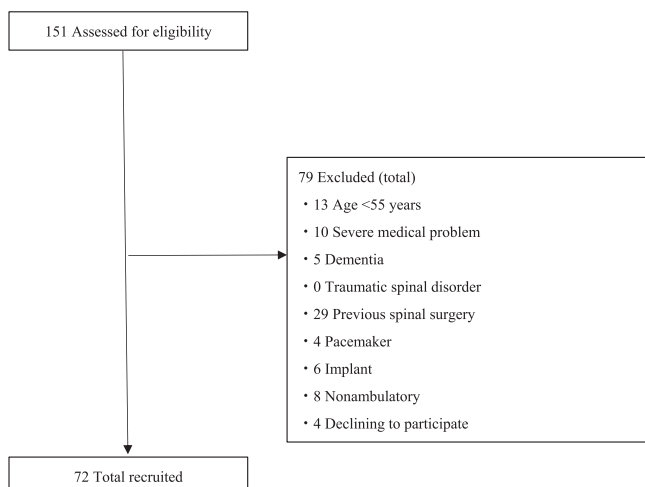 151 Assessed for eligibility
79 Excluded (total)
・13 Age <55 years
・10 Severe medical problem
・5 Dementia
・0 Traumatic spinal disorder
・29 Previous spinal surgery
・4 Pacemaker
・6 Implant
・8 Nonambulatory
・4 Declining to participate
72 Total recruited